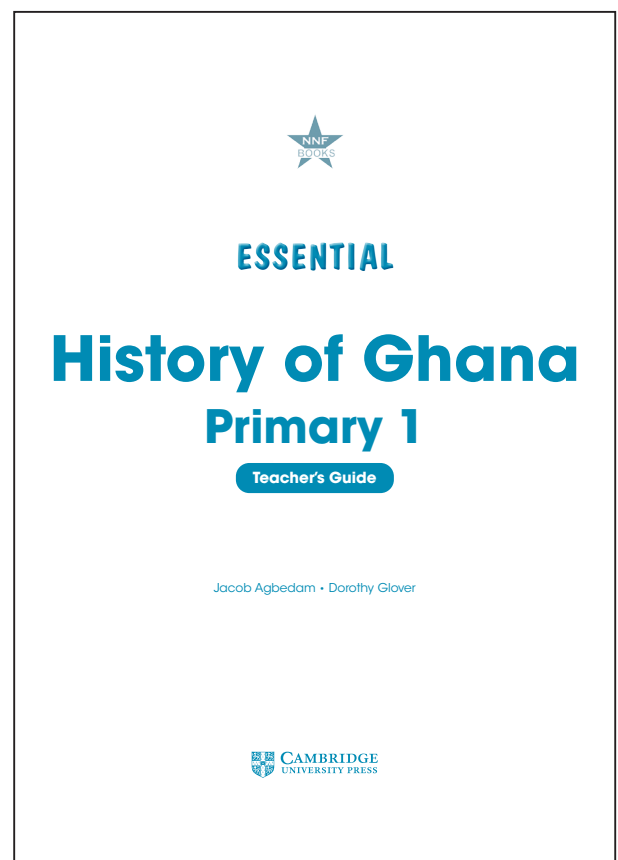 NNF
BOOKS
ESSENTIAL
History of Ghana
Primary 1
Teacher's Guide
Jacob Agbedam • Dorothy Glover
CAMBRIDGE
UNIVERSITY PRESS